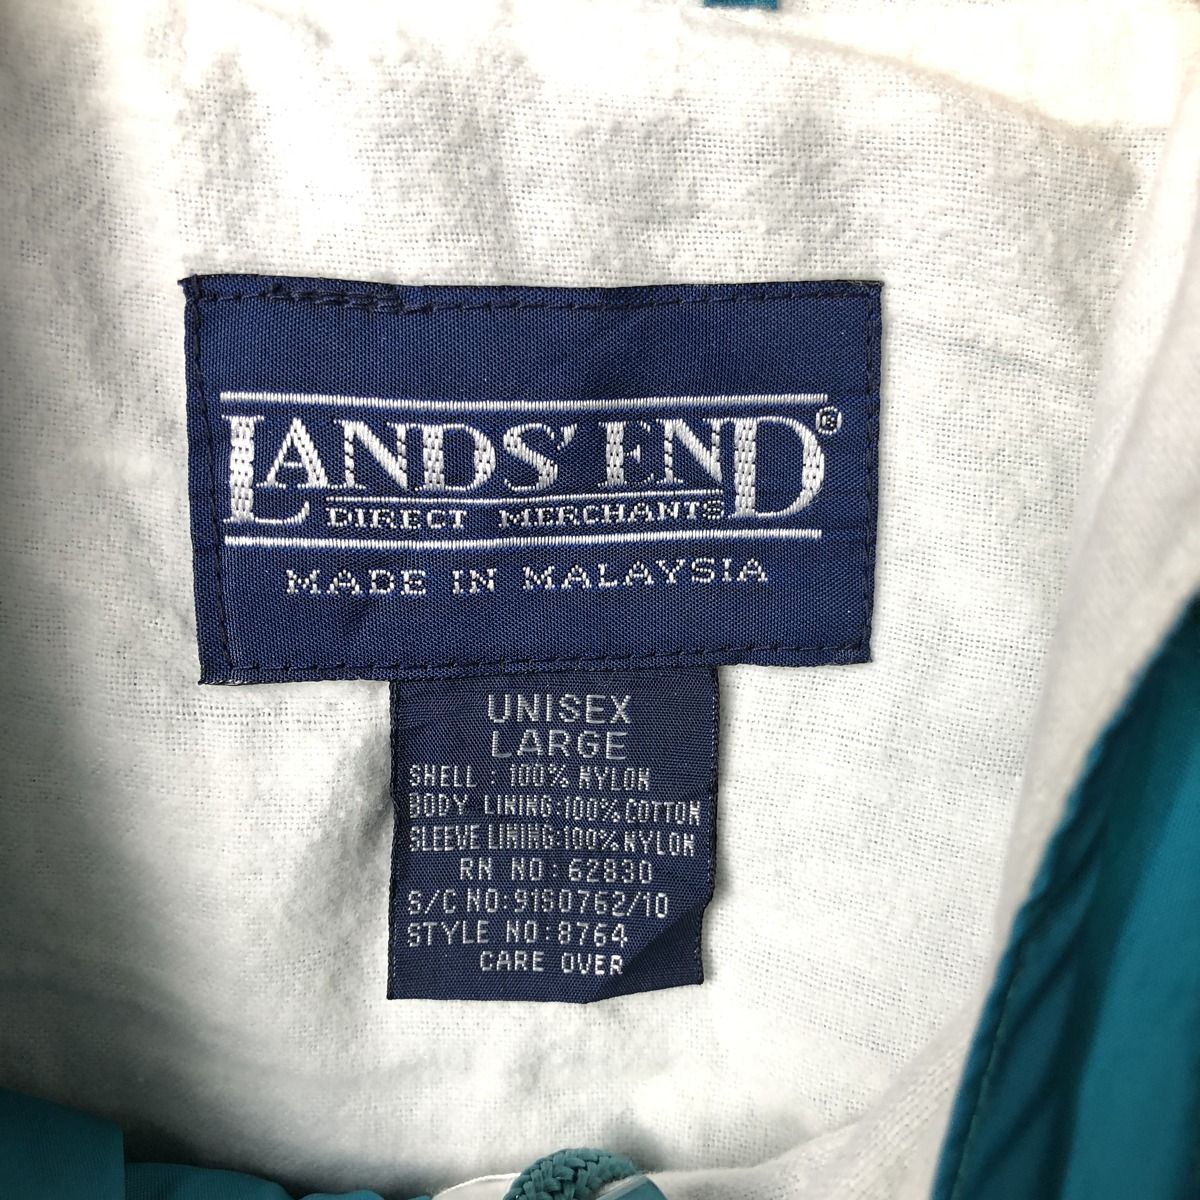 LANDS' END®
DIRECT MERCHANTS
MADE IN MALAYSIA
UNISEX
LARGE
SHELL : 100% NYLON
BODY LINING:100%COTTON
SLEEVE LINING:100% NYLON
RN NO: 62830
S/C NO:91S0762/10
STYLE NO:8764
CARE OVER